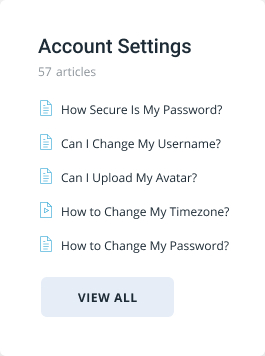 Account Settings
57 articles
How Secure Is My Password?
Can I Change My Username?
Can I Upload My Avatar?
How to Change My Timezone?
How to Change My Password?
VIEW ALL